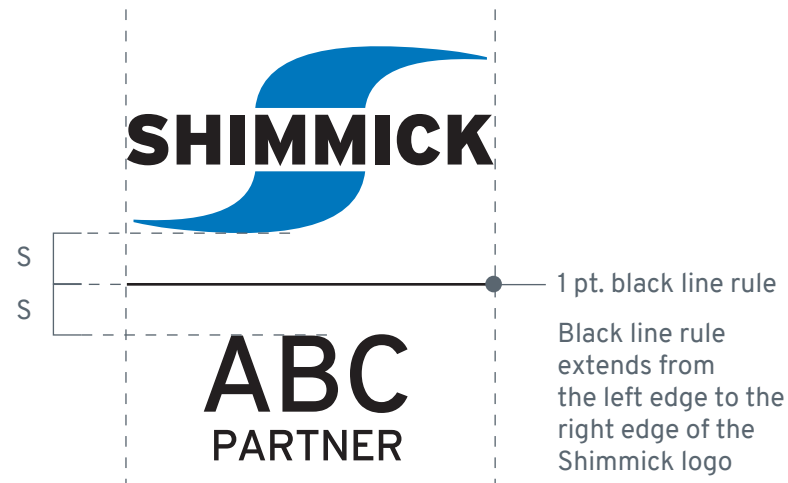 SHIMMICK
S
S
1 pt. black line rule
Black line rule
extends from
the left edge to the
right edge of the
Shimmick logo
ABC
PARTNER